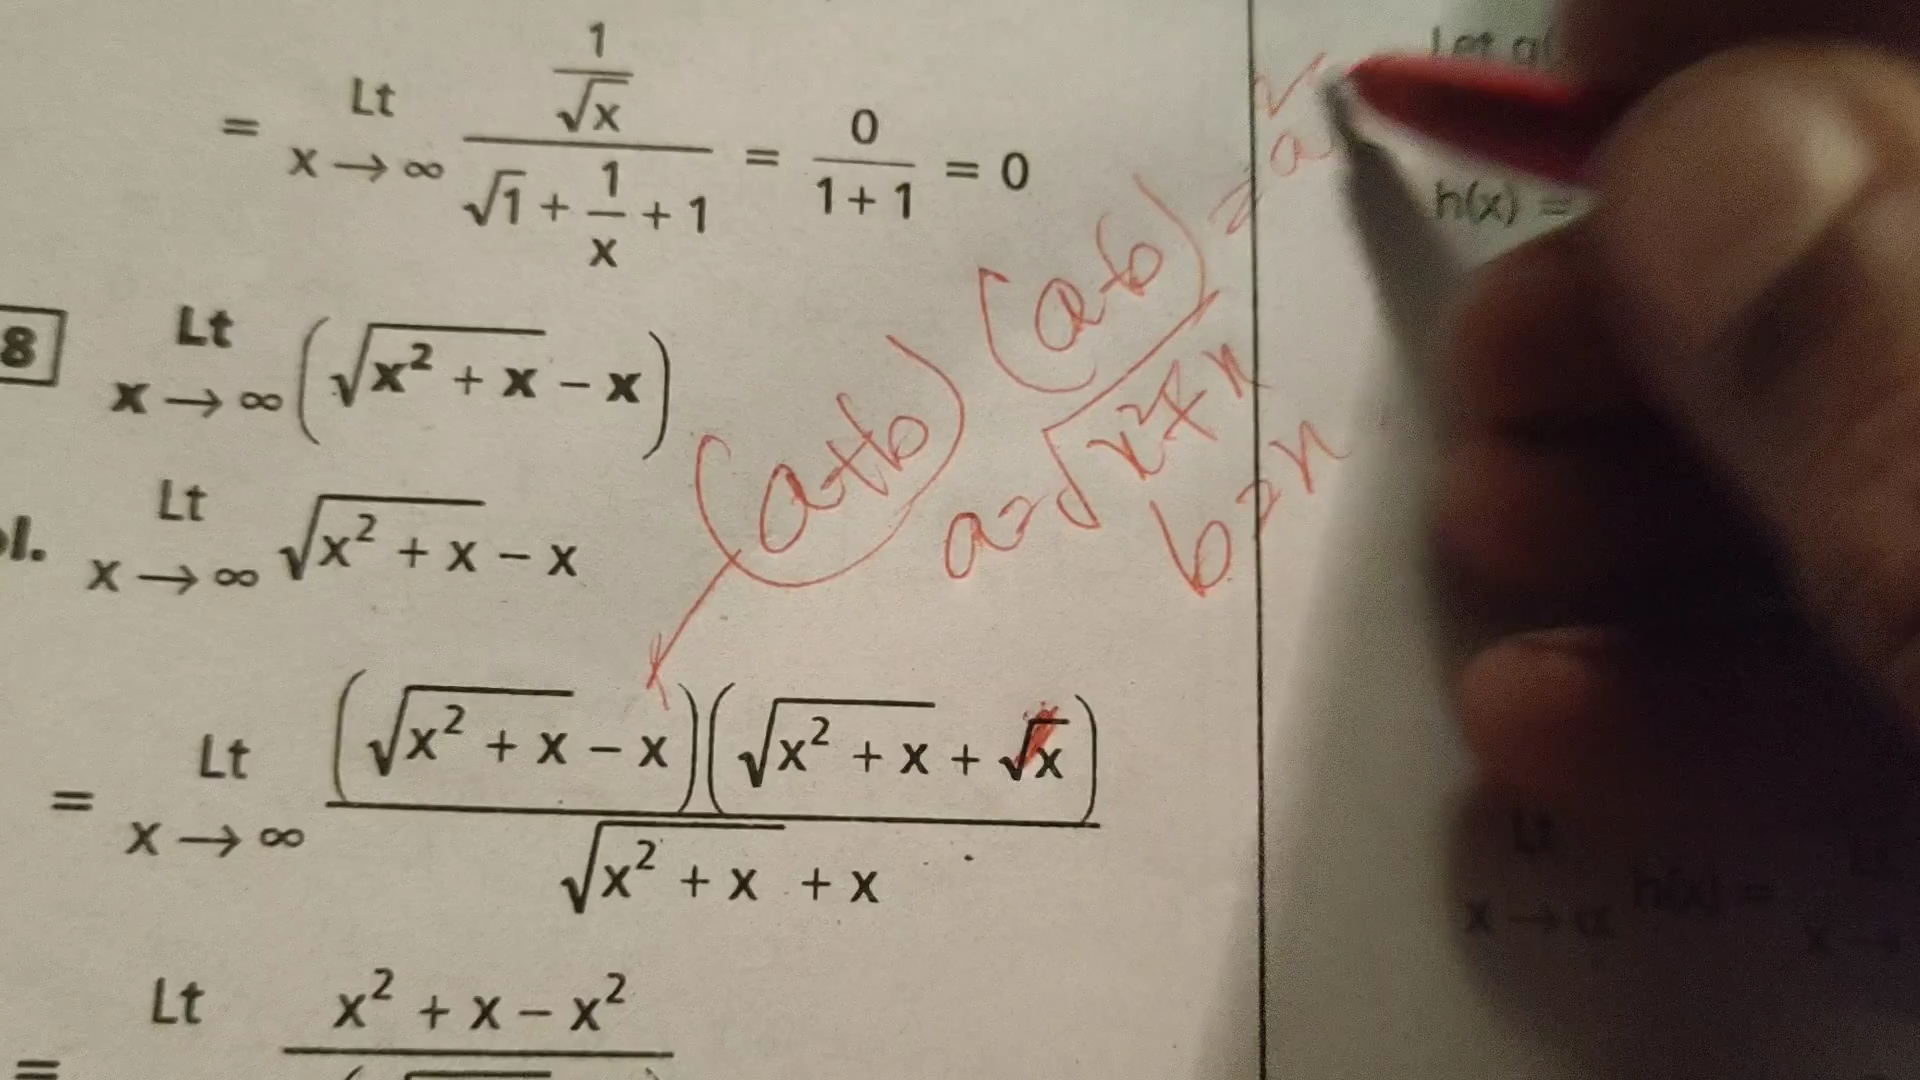 = Lt x→∞ (1/√x) / (√1 + 1/x + 1) = 0/(1+1) = 0
8 Lt x→∞ (√(x² + x) − x)
l. Lt x→∞ √(x² + x) − x
(a+b) (a-b) = a²
a = √(x²+x)
b = x
= Lt x→∞ (√(x² + x) − x)(√(x² + x) + √x) / (√(x² + x) + x)
= Lt (x² + x − x²)
h(x) =
Lt x→α h(x) =